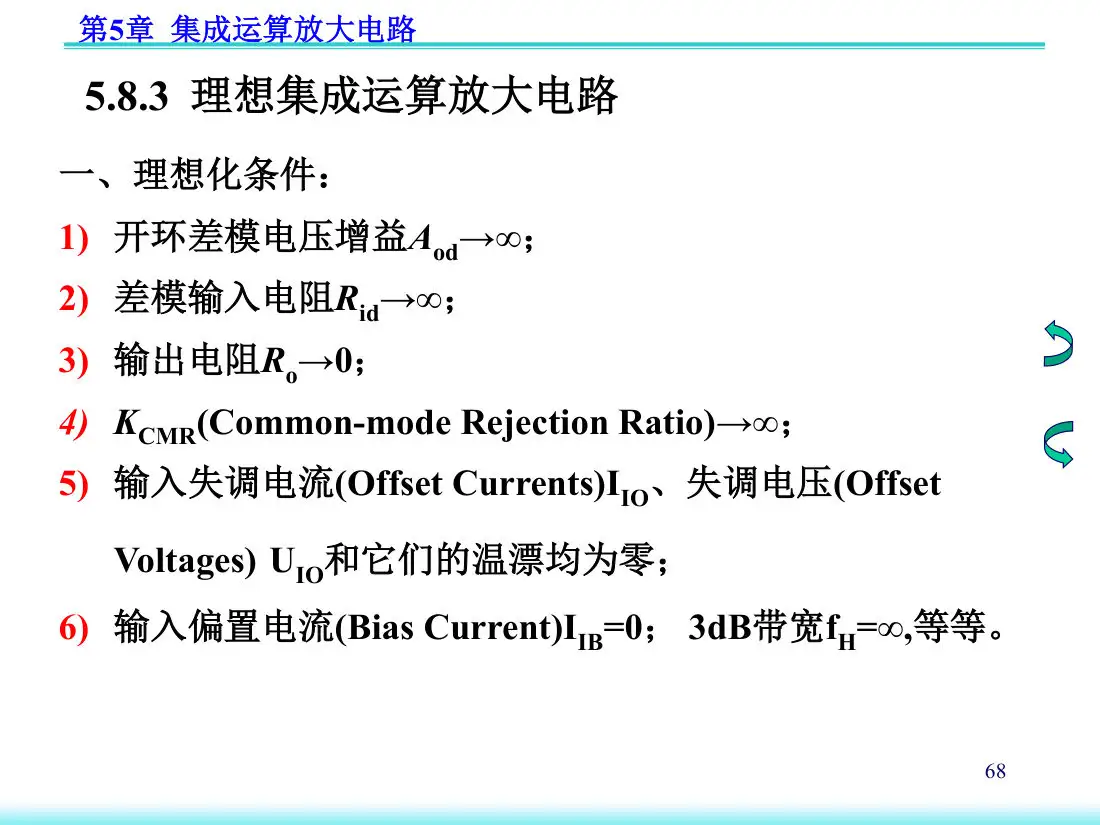 第5章 集成运算放大电路
5.8.3 理想集成运算放大电路
一、理想化条件：
1) 开环差模电压增益Aod→∞；
2) 差模输入电阻Rid→∞；
3) 输出电阻Ro→0；
4) KCMR(Common-mode Rejection Ratio)→∞；
5) 输入失调电流(Offset Currents)IIO、失调电压(Offset
Voltages) UIO和它们的温漂均为零；
6) 输入偏置电流(Bias Current)IIB=0； 3dB带宽fH=∞,等等。
68